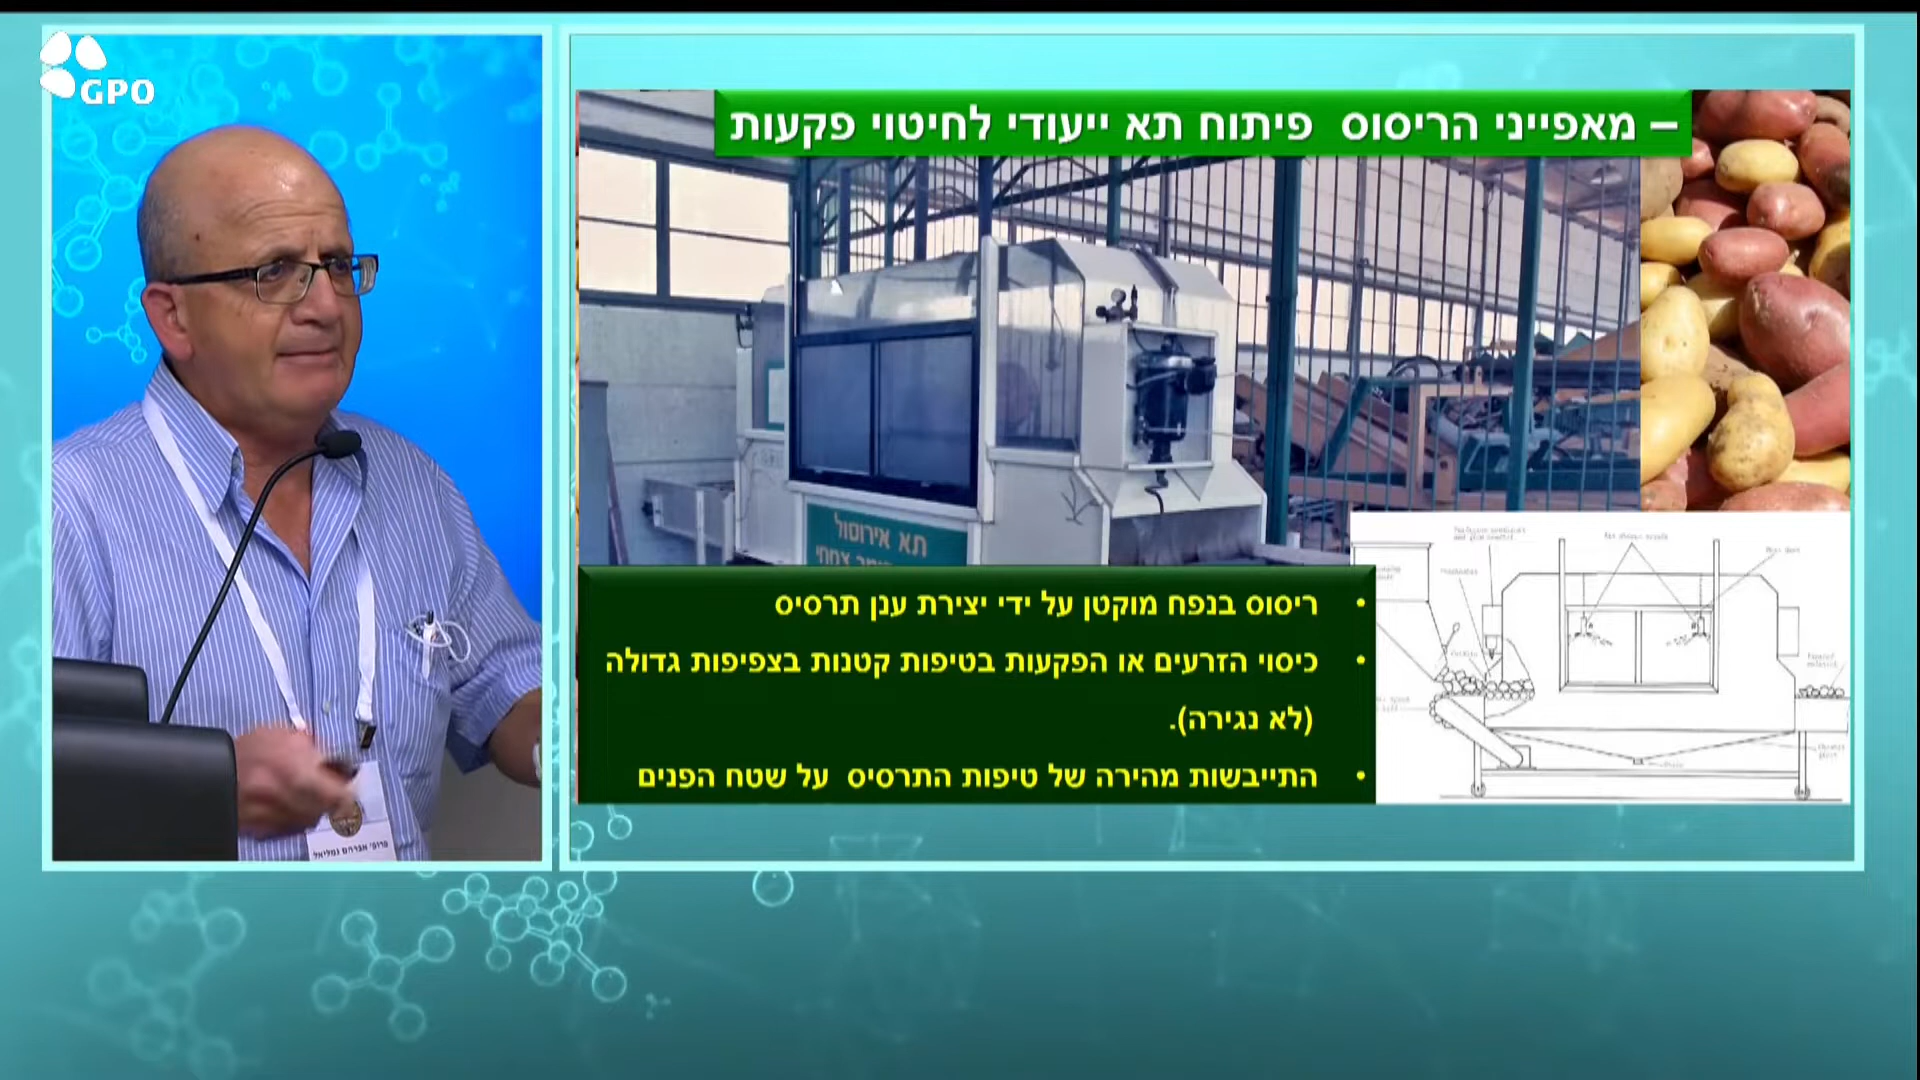 GPO
מאפייני הריסוס פיתוח תא ייעודי לחיטוי פקעות –
תא אירוסול
• ריסוס בנפח מוקטן על ידי יצירת ענן תרסיס
• כיסוי הזרעים או הפקעות בטיפות קטנות בצפיפות גדולה
(לא נגירה).
• התייבשות מהירה של טיפות התרסיס על שטח הפנים
פרופ' אברהם גמליאל